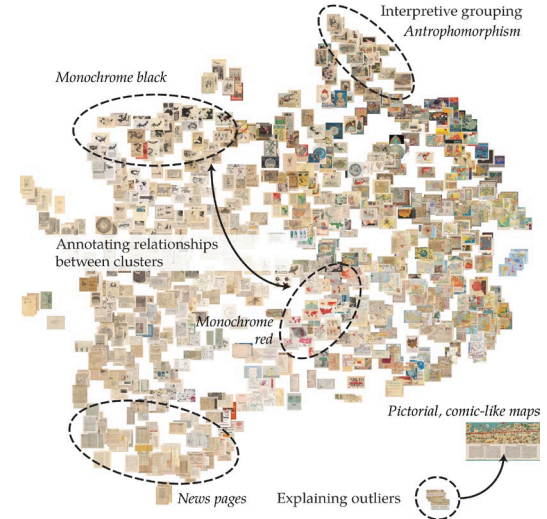 Interpretive grouping
Antrophomorphism
Monochrome black
Annotating relationships
between clusters
Monochrome
red
Pictorial, comic-like maps
News pages
Explaining outliers